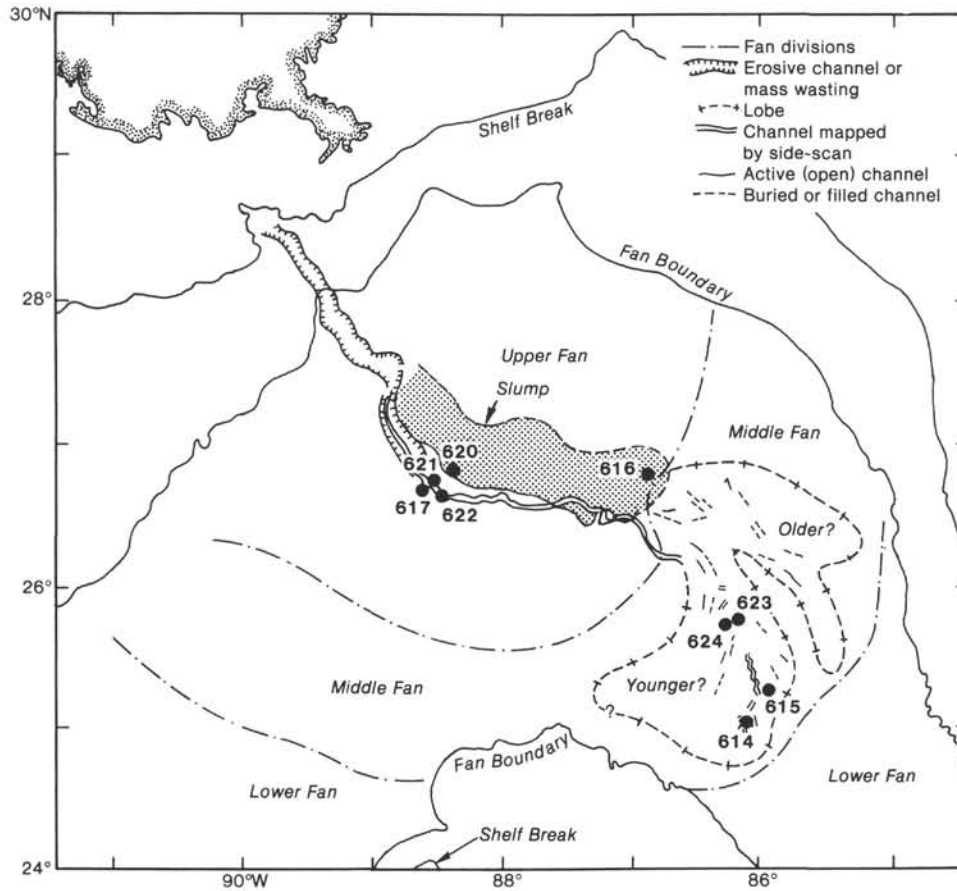 30°N
Fan divisions
Erosive channel or
mass wasting
Lobe
Channel mapped
by side-scan
Active (open) channel
Buried or filled channel
Shelf Break
28°
Fan Boundary
Upper Fan
Slump
Middle Fan
620
621
616
617
622
Older?
26°
623
624
Younger?
Middle Fan
615
?
614
Fan Boundary
Lower Fan
Lower Fan
Shelf Break
24°
90°W
88°
86°